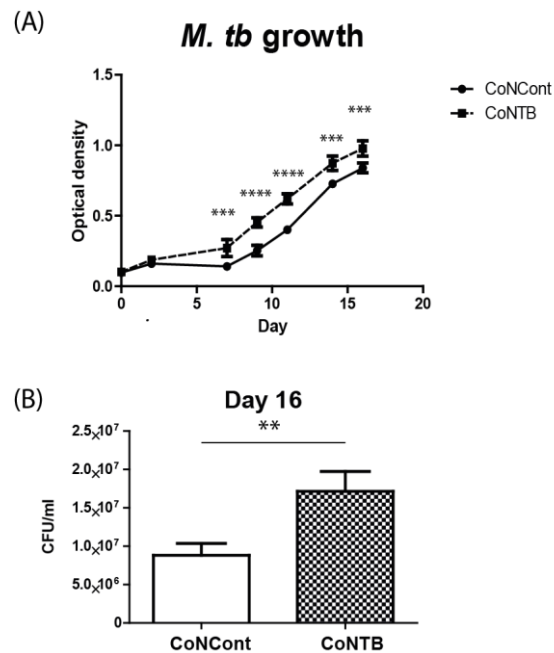 (A)
M. tb growth
1.5
1.0
0.5
0.0
Optical density
***
****
****
***
***
0
5
10
15
20
Day
CoNCont
CoNTB
(B)
Day 16
**
2.5×10⁷
2.0×10⁷
1.5×10⁷
1.0×10⁷
5.0×10⁶
0
CFU/ml
CoNCont
CoNTB